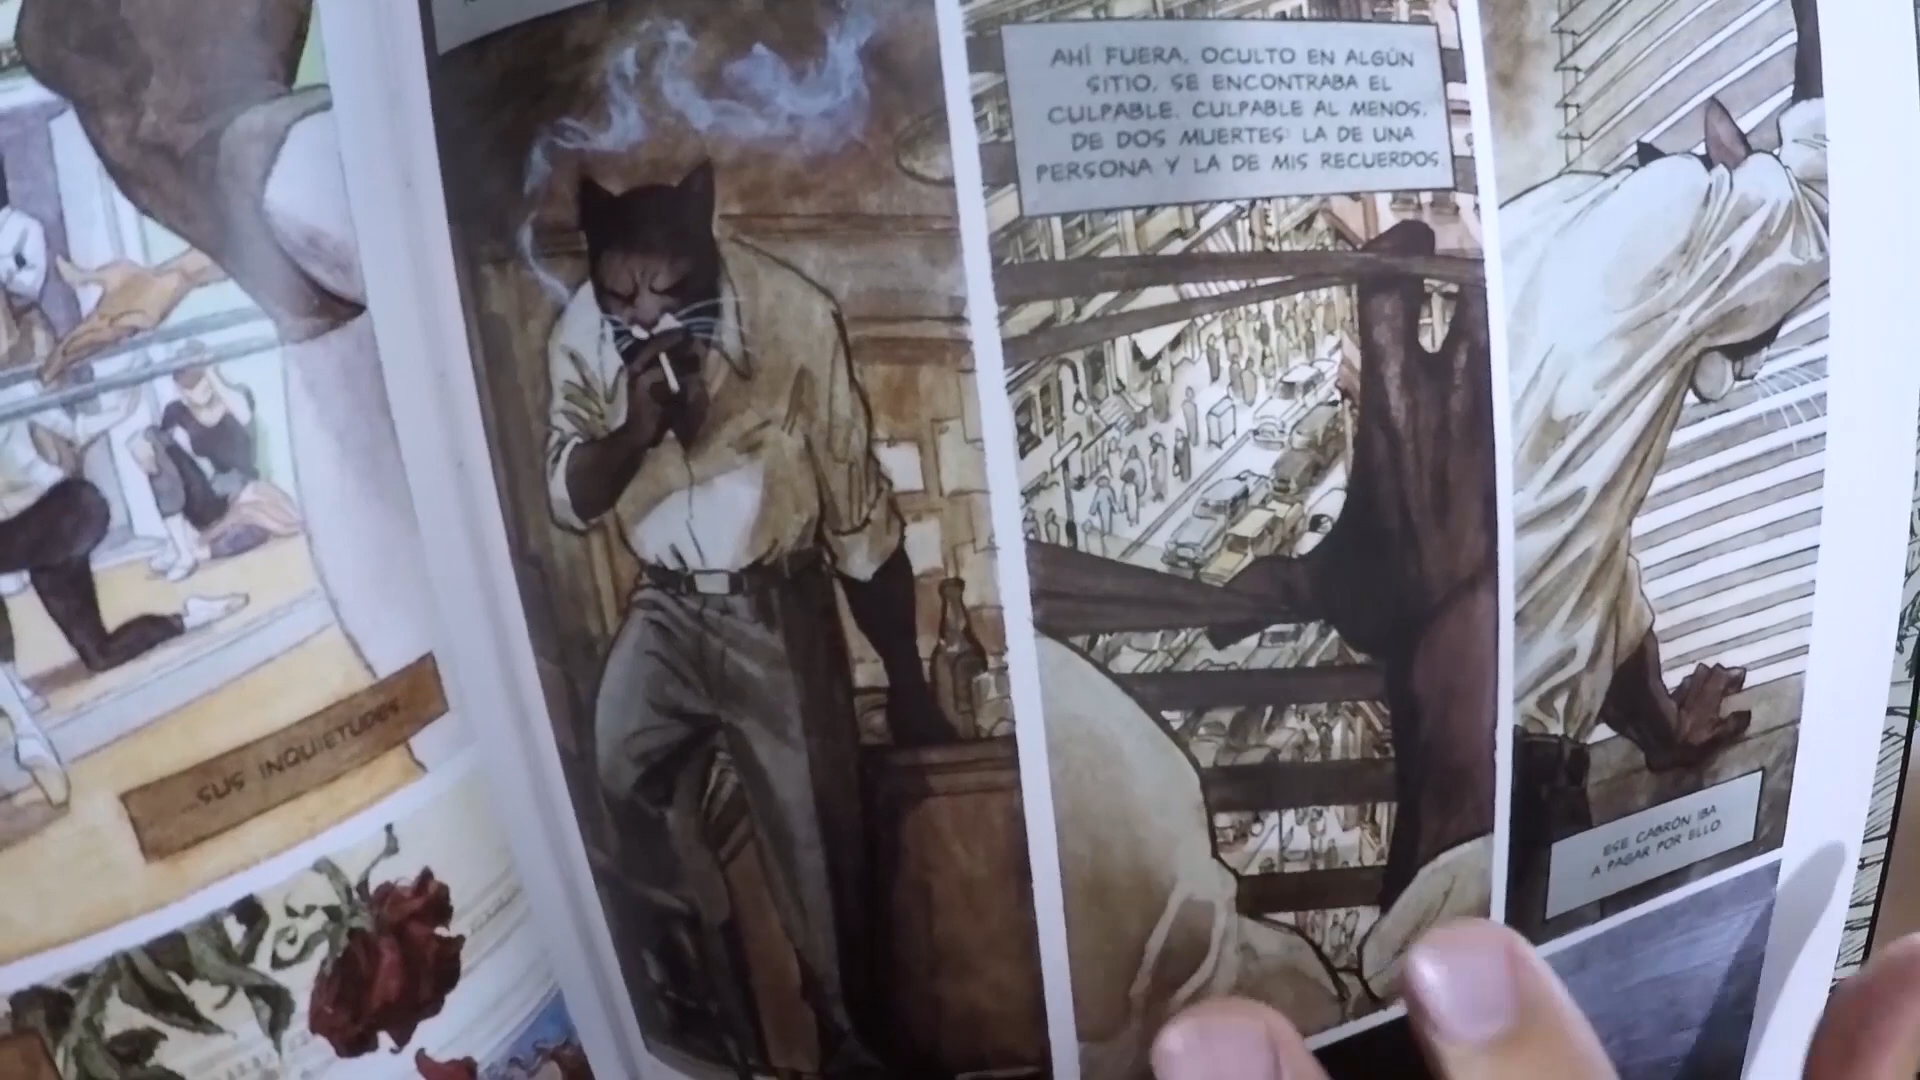 ...SUS INQUIETUDES.
AHÍ FUERA, OCULTO EN ALGÚN
SITIO, SE ENCONTRABA EL
CULPABLE. CULPABLE AL MENOS,
DE DOS MUERTES: LA DE UNA
PERSONA Y LA DE MIS RECUERDOS.
ESE CABRÓN IBA
A PAGAR POR ELLO.